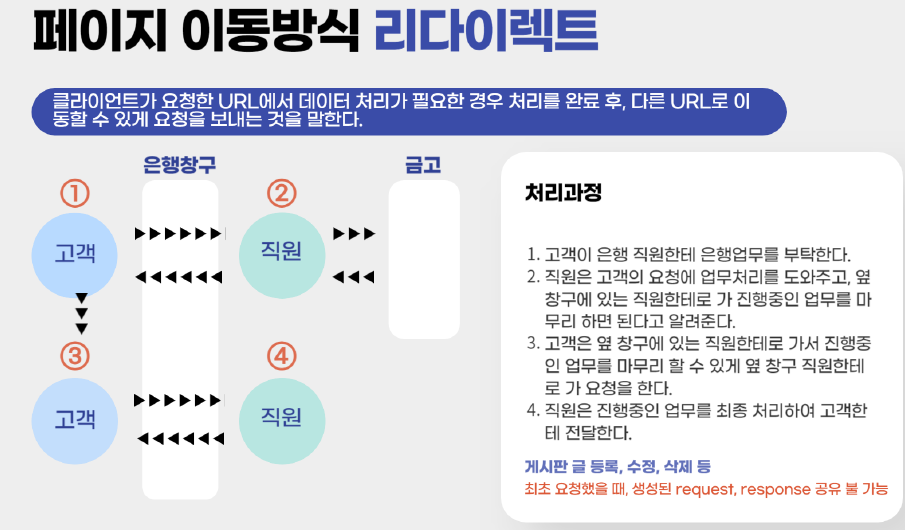 페이지 이동방식 리다이렉트
클라이언트가 요청한 URL에서 데이터 처리가 필요한 경우 처리를 완료 후, 다른 URL로 이
동할 수 있게 요청을 보내는 것을 말한다.
은행창구
금고
①
②
고객
직원
③
④
고객
직원
처리과정
1. 고객이 은행 직원한테 은행업무를 부탁한다.
2. 직원은 고객의 요청에 업무처리를 도와주고, 옆
창구에 있는 직원한테로 가 진행중인 업무를 마
무리 하면 된다고 알려준다.
3. 고객은 옆 창구에 있는 직원한테로 가서 진행중
인 업무를 마무리 할 수 있게 옆 창구 직원한테
로 가 요청을 한다.
4. 직원은 진행중인 업무를 최종 처리하여 고객한
테 전달한다.
게시판 글 등록, 수정, 삭제 등
최초 요청했을 때, 생성된 request, response 공유 불 가능